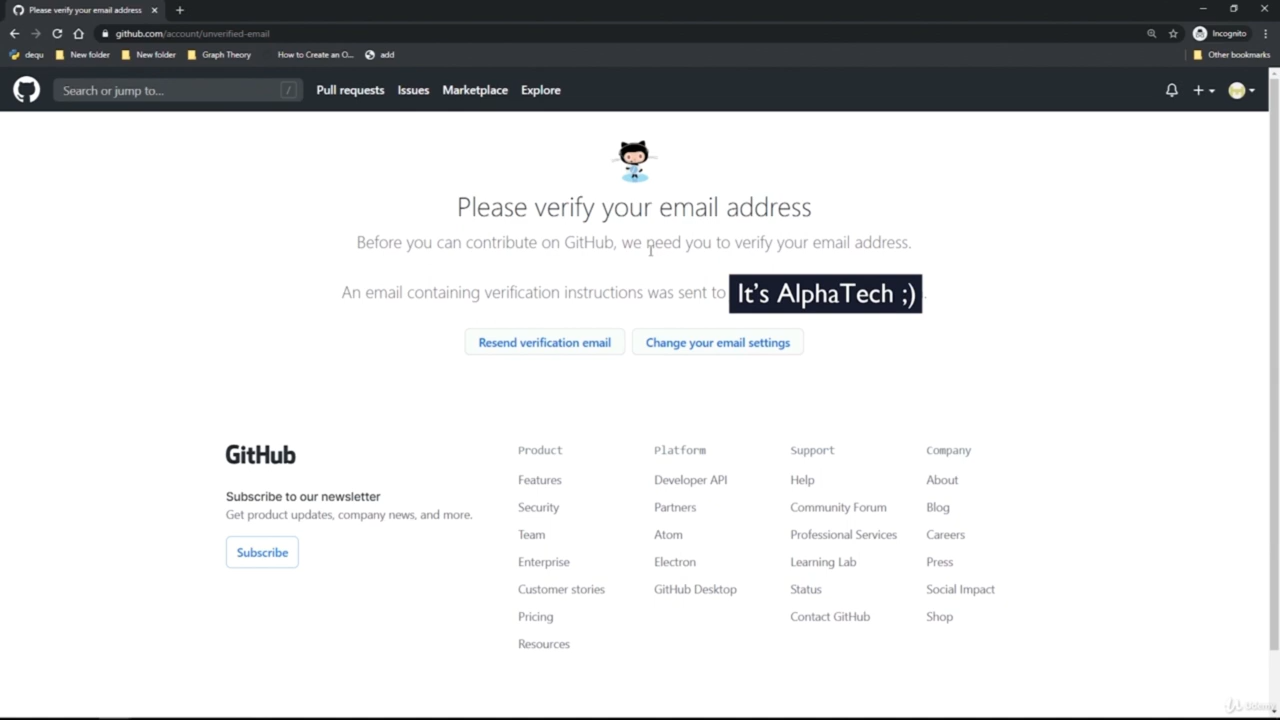 Please verify your email address
github.com/account/unverified-email
Incognito
dequ
New folder
New folder
Graph Theory
How to Create an O...
add
Other bookmarks
Search or jump to...
/
Pull requests
Issues
Marketplace
Explore
Please verify your email address
Before you can contribute on GitHub, we need you to verify your email address.
An email containing verification instructions was sent to It's AlphaTech ;) .
Resend verification email
Change your email settings
GitHub
Subscribe to our newsletter
Get product updates, company news, and more.
Subscribe
Product
Features
Security
Team
Enterprise
Customer stories
Pricing
Resources
Platform
Developer API
Partners
Atom
Electron
GitHub Desktop
Support
Help
Community Forum
Professional Services
Learning Lab
Status
Contact GitHub
Company
About
Blog
Careers
Press
Social Impact
Shop
Udemy